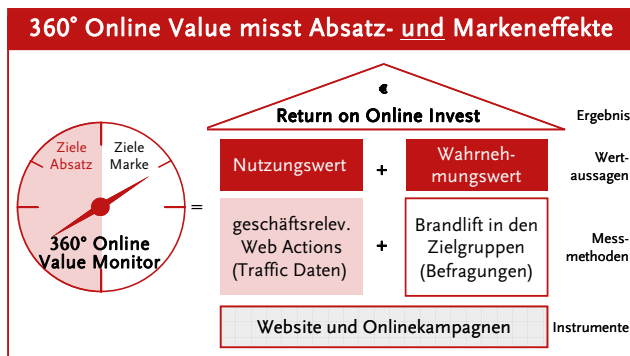 360° Online Value misst Absatz- und Markeneffekte
€
Return on Online Invest
Ergebnis
Ziele
Absatz
Ziele
Marke
360° Online
Value Monitor
=
Nutzungswert
+
Wahrneh-
mungswert
Wert-
aussagen
geschäftsrelev.
Web Actions
(Traffic Daten)
+
Brandlift in den
Zielgruppen
(Befragungen)
Mess-
methoden
Website und Onlinekampagnen
Instrumente